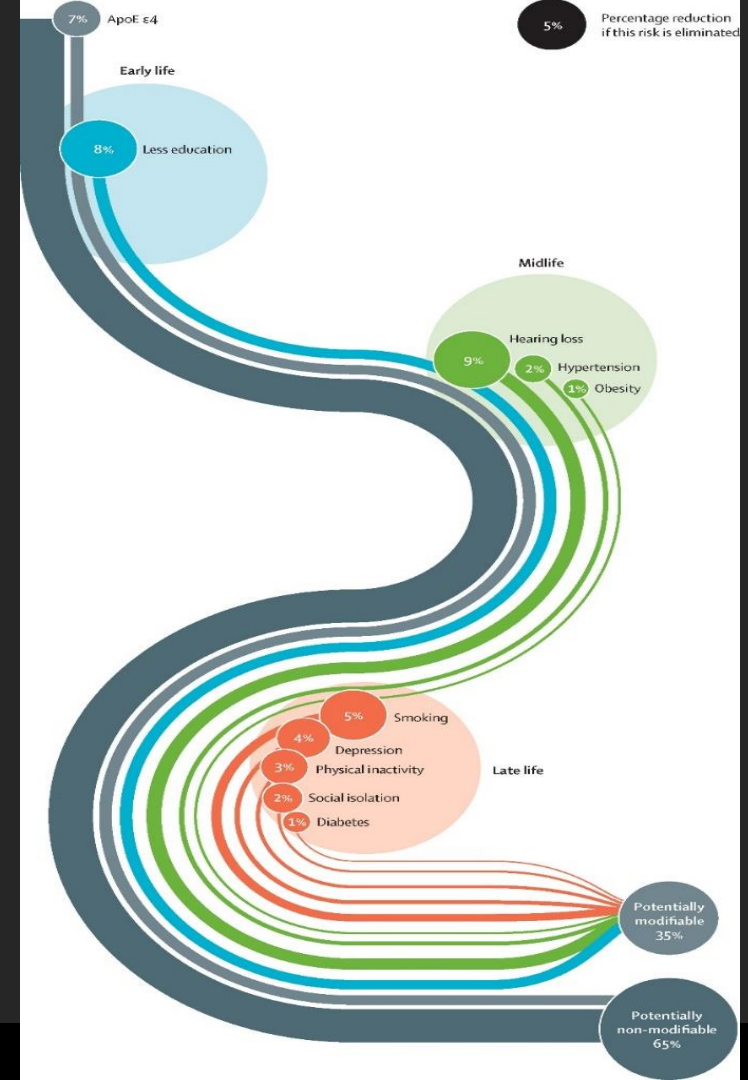 7%
ApoE ε4
5%
Percentage reduction
if this risk is eliminated
Early life
8%
Less education
Midlife
Hearing loss
9%
2%
Hypertension
1%
Obesity
5%
Smoking
4%
Depression
3%
Physical inactivity
Late life
2%
Social isolation
1%
Diabetes
Potentially
modifiable
35%
Potentially
non-modifiable
65%